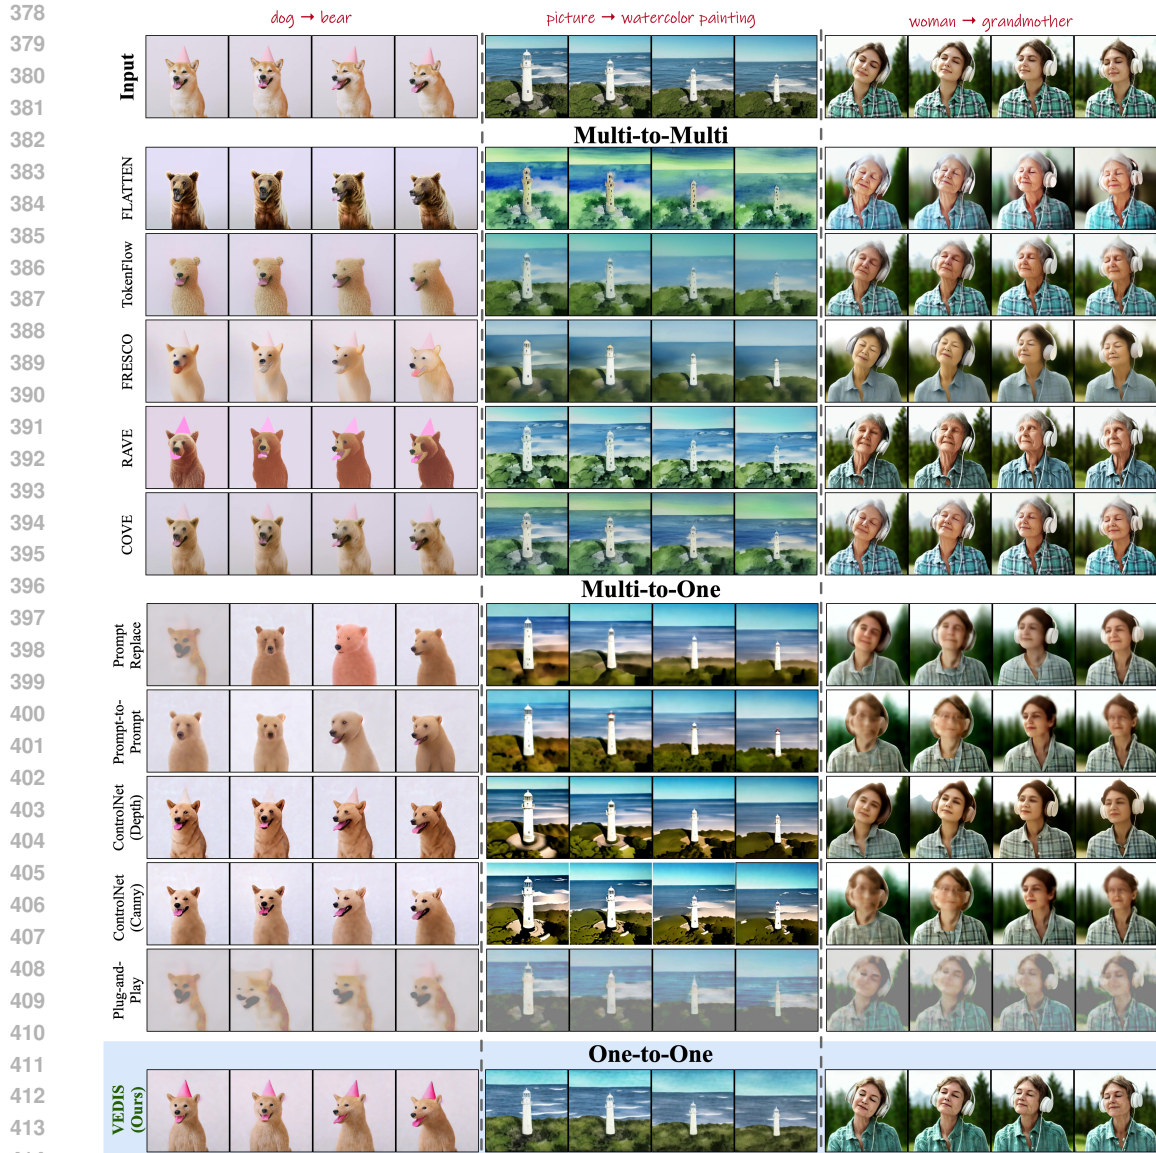 378
379
380
381
382
383
384
385
386
387
388
389
390
391
392
393
394
395
396
397
398
399
400
401
402
403
404
405
406
407
408
409
410
411
412
413
dog → bear
picture → watercolor painting
woman → grandmother
Input
Multi-to-Multi
FLATTEN
TokenFlow
FRESCO
RAVE
COVE
Multi-to-One
Prompt
Replace
Prompt-to-
Prompt
ControlNet
(Depth)
ControlNet
(Canny)
Plug-and-
Play
One-to-One
VEDIS
(Ours)